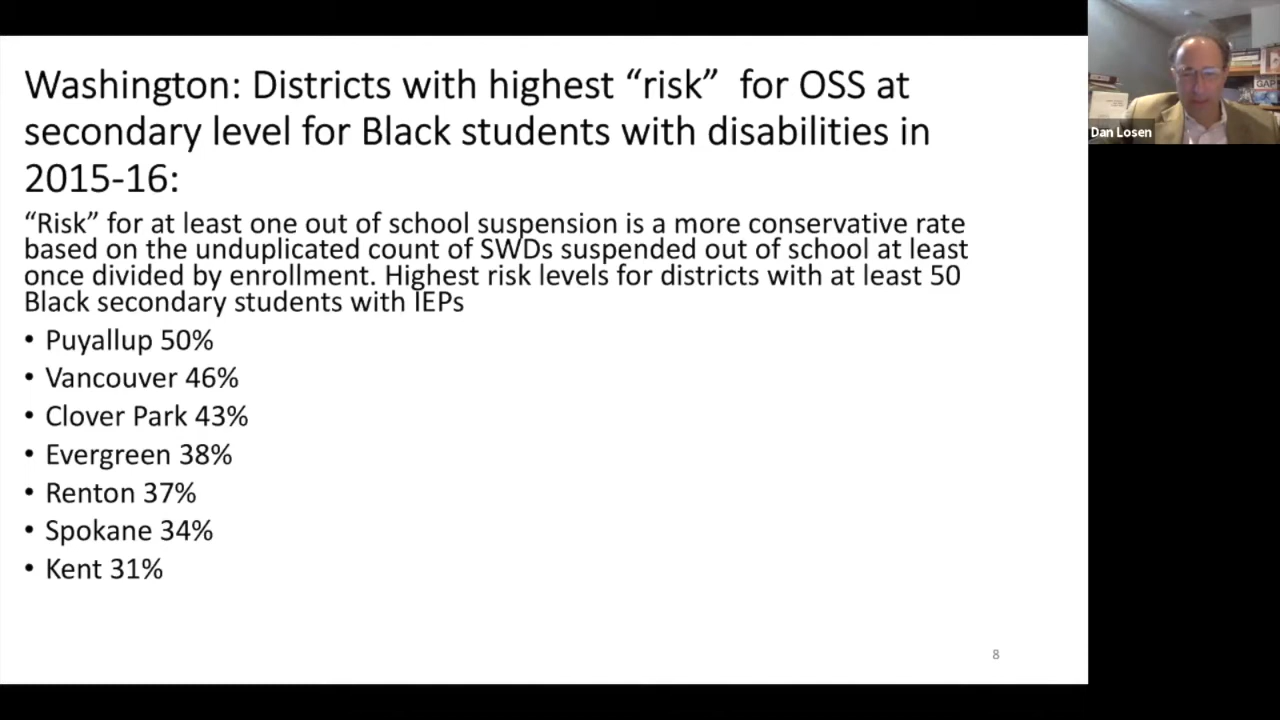 Washington: Districts with highest “risk”  for OSS at
secondary level for Black students with disabilities in
2015-16:
“Risk” for at least one out of school suspension is a more conservative rate
based on the unduplicated count of SWDs suspended out of school at least
once divided by enrollment. Highest risk levels for districts with at least 50
Black secondary students with IEPs
• Puyallup 50%
• Vancouver 46%
• Clover Park 43%
• Evergreen 38%
• Renton 37%
• Spokane 34%
• Kent 31%
8
Dan Losen
GAP